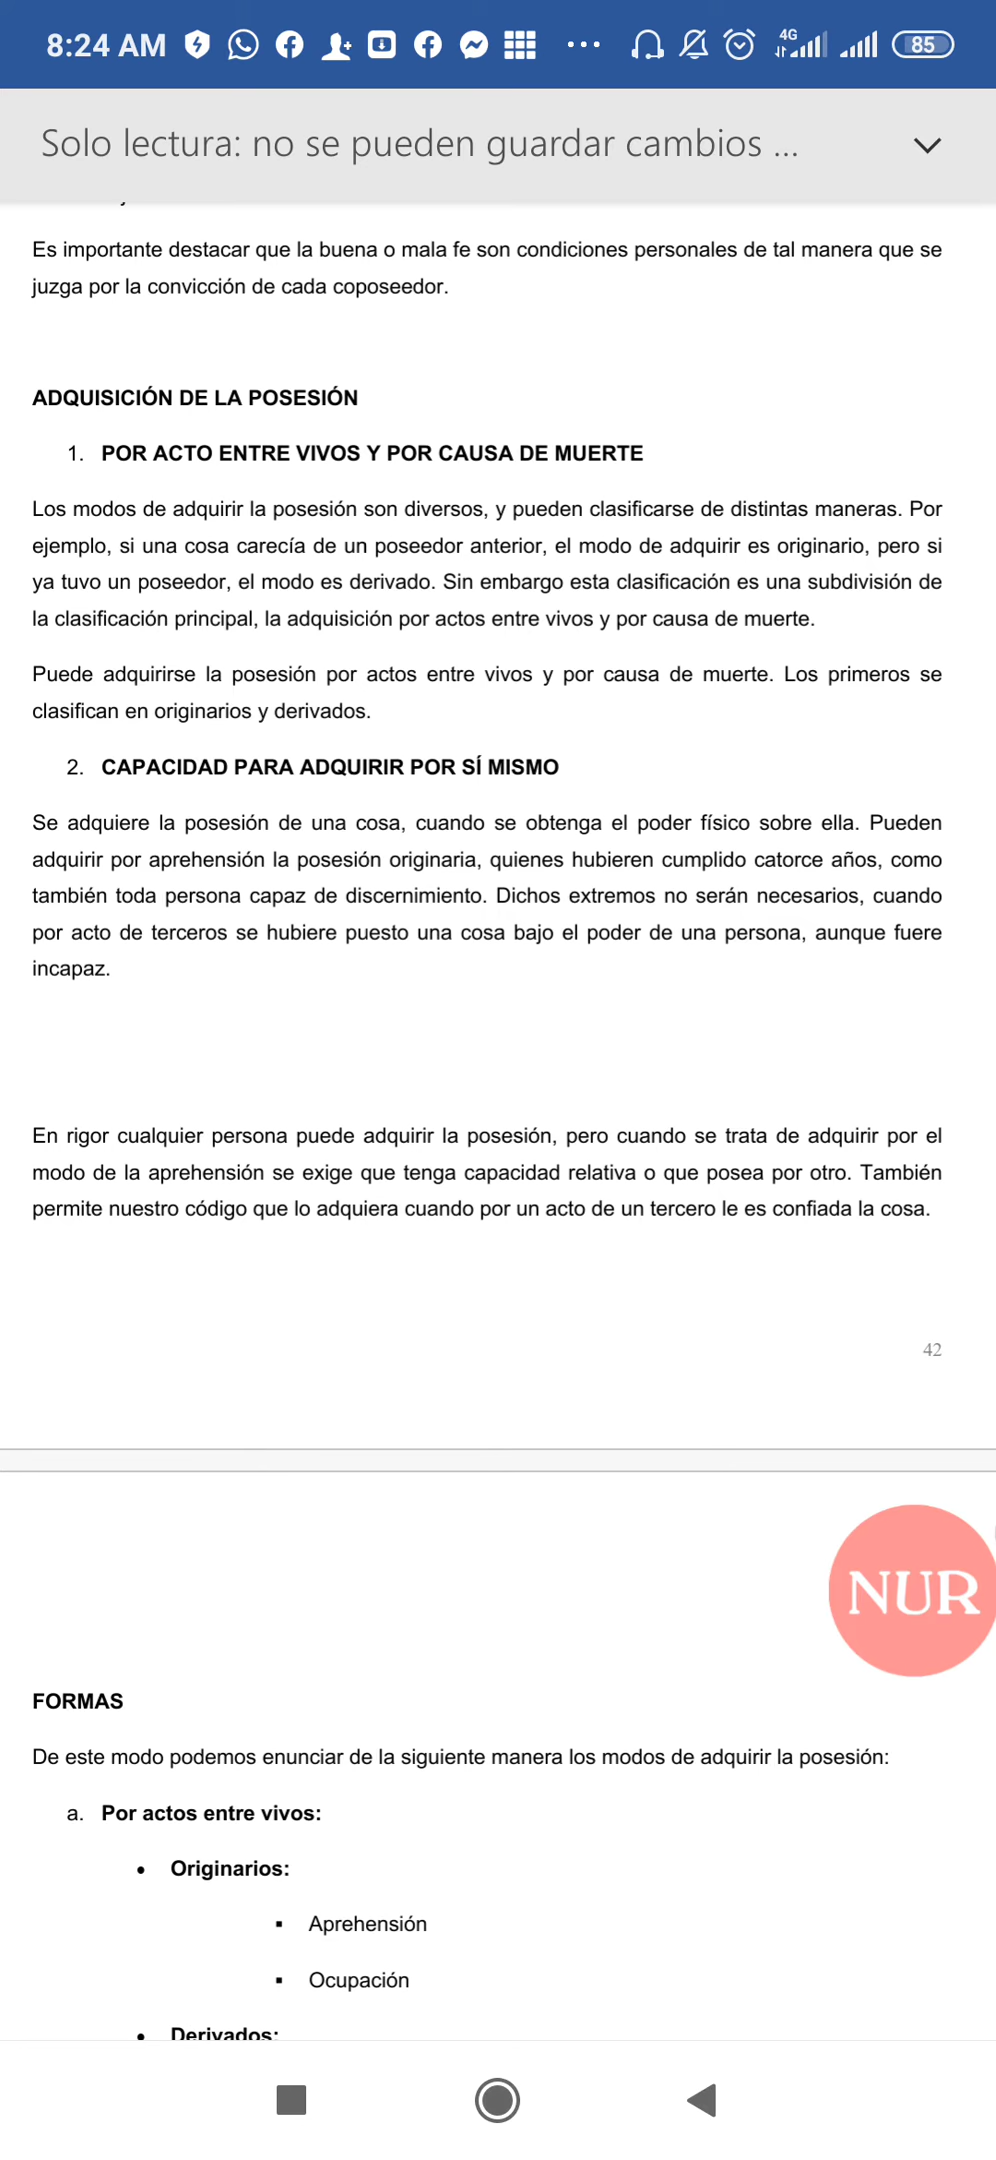 8:24 AM
4G
85
Solo lectura: no se pueden guardar cambios ...
Es importante destacar que la buena o mala fe son condiciones personales de tal manera que se
juzga por la convicción de cada coposeedor.
ADQUISICIÓN DE LA POSESIÓN
1. POR ACTO ENTRE VIVOS Y POR CAUSA DE MUERTE
Los modos de adquirir la posesión son diversos, y pueden clasificarse de distintas maneras. Por
ejemplo, si una cosa carecía de un poseedor anterior, el modo de adquirir es originario, pero si
ya tuvo un poseedor, el modo es derivado. Sin embargo esta clasificación es una subdivisión de
la clasificación principal, la adquisición por actos entre vivos y por causa de muerte.
Puede adquirirse la posesión por actos entre vivos y por causa de muerte. Los primeros se
clasifican en originarios y derivados.
2. CAPACIDAD PARA ADQUIRIR POR SÍ MISMO
Se adquiere la posesión de una cosa, cuando se obtenga el poder físico sobre ella. Pueden
adquirir por aprehensión la posesión originaria, quienes hubieren cumplido catorce años, como
también toda persona capaz de discernimiento. Dichos extremos no serán necesarios, cuando
por acto de terceros se hubiere puesto una cosa bajo el poder de una persona, aunque fuere
incapaz.
En rigor cualquier persona puede adquirir la posesión, pero cuando se trata de adquirir por el
modo de la aprehensión se exige que tenga capacidad relativa o que posea por otro. También
permite nuestro código que lo adquiera cuando por un acto de un tercero le es confiada la cosa.
42
NUR
FORMAS
De este modo podemos enunciar de la siguiente manera los modos de adquirir la posesión:
a. Por actos entre vivos:
• Originarios:
▪ Aprehensión
▪ Ocupación
• Derivados: